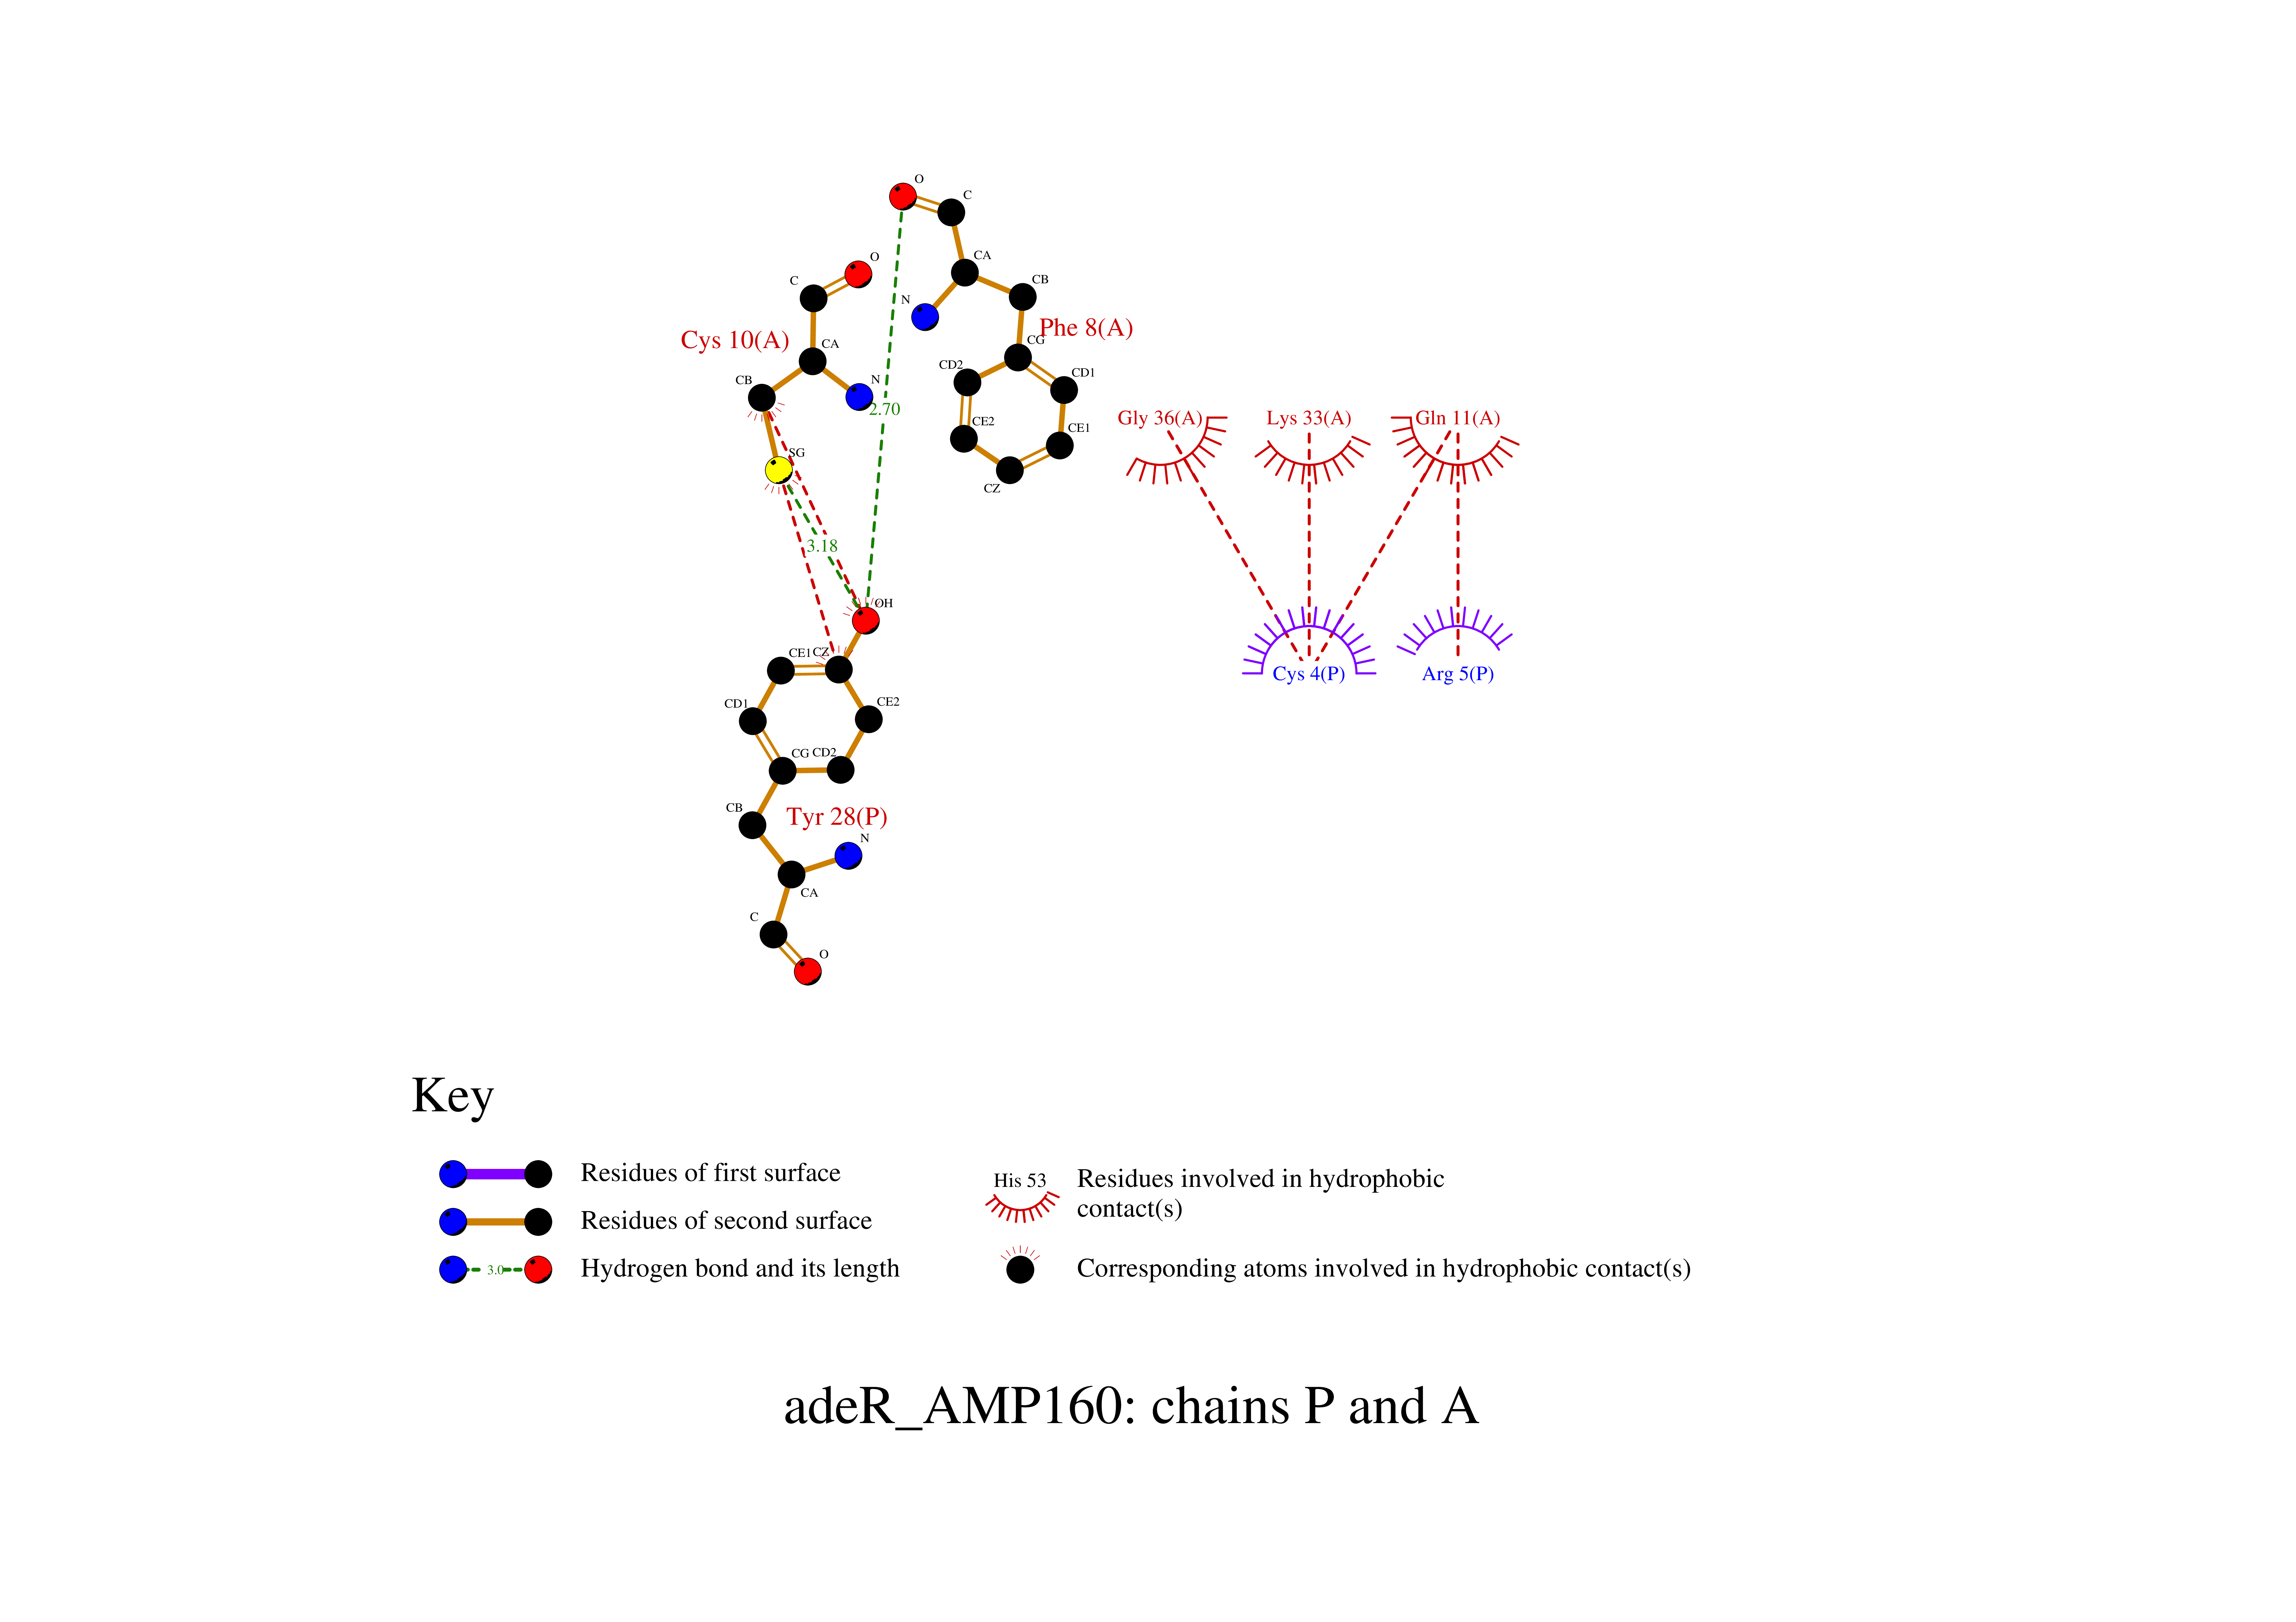 O
C
O
CA
C
CB
N
Phe 8(A)
Cys 10(A)
CA
CG
CD2
CD1
CB
N
2.70
Gly 36(A)
Lys 33(A)
Gln 11(A)
CE2
CE1
SG
CZ
3.18
OH
CE1
CZ
Cys 4(P)
Arg 5(P)
CD1
CE2
CG
CD2
CB
Tyr 28(P)
N
CA
C
O
Key
Residues of first surface
Residues of second surface
3.0
Hydrogen bond and its length
His 53
Residues involved in hydrophobic
contact(s)
Corresponding atoms involved in hydrophobic contact(s)
adeR_AMP160: chains P and A